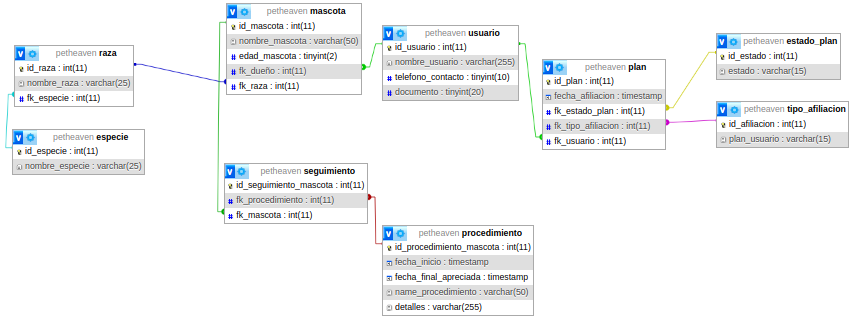 petheaven raza
id_raza : int(11)
nombre_raza : varchar(25)
fk_especie : int(11)
petheaven especie
id_especie : int(11)
nombre_especie : varchar(25)
petheaven mascota
id_mascota : int(11)
nombre_mascota : varchar(50)
edad_mascota : tinyint(2)
fk_dueño : int(11)
fk_raza : int(11)
petheaven seguimiento
id_seguimiento_mascota : int(11)
fk_procedimiento : int(11)
fk_mascota : int(11)
petheaven usuario
id_usuario : int(11)
nombre_usuario : varchar(255)
telefono_contacto : tinyint(10)
documento : tinyint(20)
petheaven procedimiento
id_procedimiento_mascota : int(11)
fecha_inicio : timestamp
fecha_final_apreciada : timestamp
name_procedimiento : varchar(50)
detalles : varchar(255)
petheaven plan
id_plan : int(11)
fecha_afiliacion : timestamp
fk_estado_plan : int(11)
fk_tipo_afiliacion : int(11)
fk_usuario : int(11)
petheaven estado_plan
id_estado : int(11)
estado : varchar(15)
petheaven tipo_afiliacion
id_afiliacion : int(11)
plan_usuario : varchar(15)